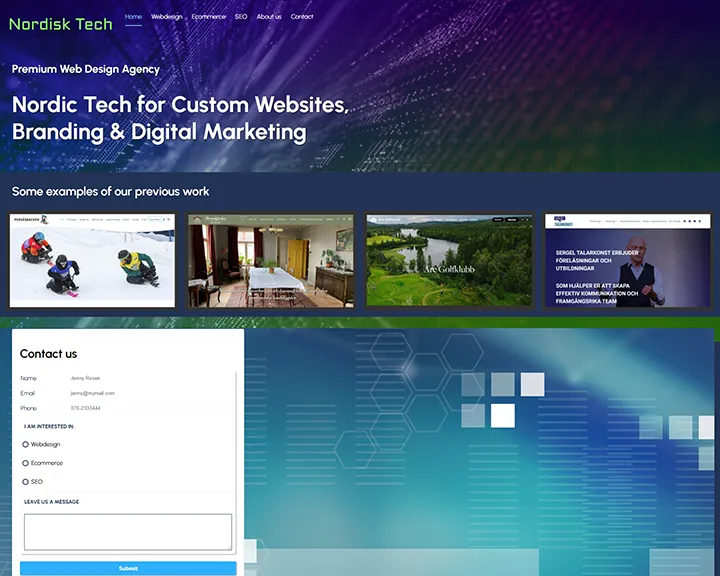 Nordisk Tech
Home Webdesign Ecommerce SEO About us Contact
Premium Web Design Agency
Nordic Tech for Custom Websites,
Branding & Digital Marketing
Some examples of our previous work
Åre Golfklubb
SERGEL TALARKONST ERBJUDER
FÖRELÄSNINGAR OCH
UTBILDNINGAR
SOM HJÄLPER ER ATT SKAPA
EFFEKTIV KOMMUNIKATION OCH
FRAMGÅNGSRIKA TEAM
Contact us
Name Jenny Rosen
Email jenny@mymail.com
Phone 070-2333444
I AM INTERESTED IN:
Webdesign
Ecommerce
SEO
LEAVE US A MESSAGE
Submit